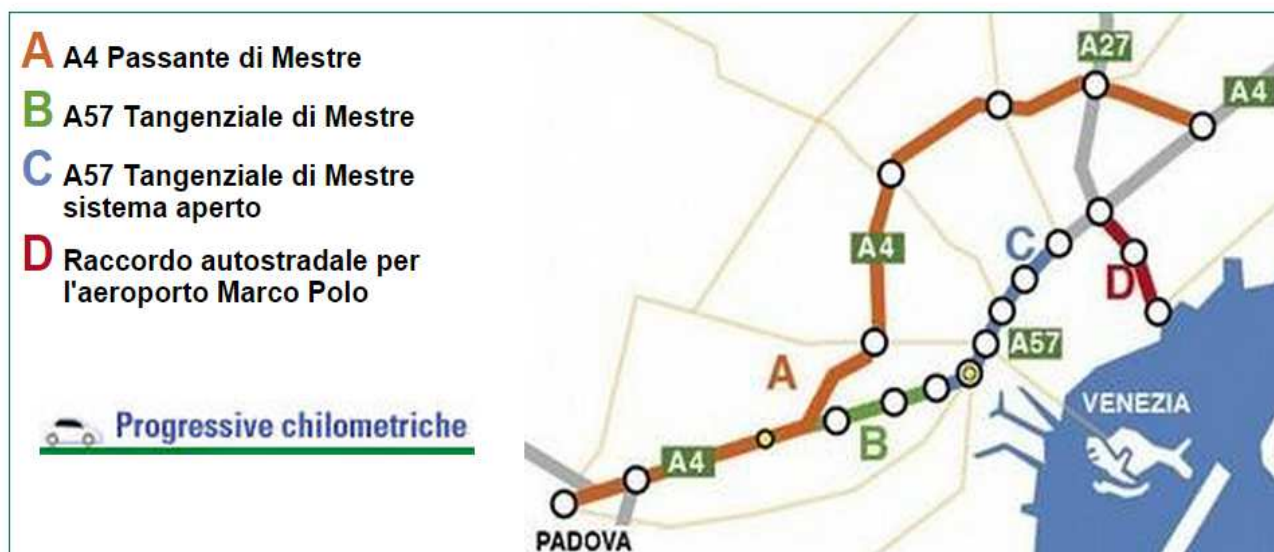 A A4 Passante di Mestre
B A57 Tangenziale di Mestre
C A57 Tangenziale di Mestre
sistema aperto
D Raccordo autostradale per
l'aeroporto Marco Polo
Progressive chilometriche
A27
A4
A4
C
D
A57
A
VENEZIA
B
A4
PADOVA